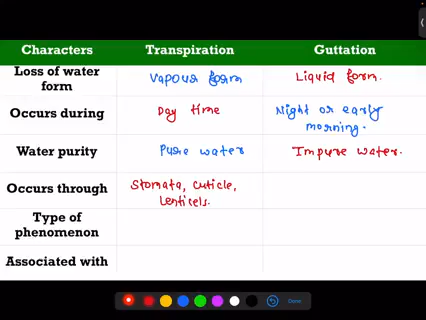 Characters Transpiration Guttation
Loss of water form Vapour form Liquid form.
Occurs during Day time Night or early morning.
Water purity Pure water Impure water.
Occurs through Stomata, cuticle, Lenticels.
Type of phenomenon
Associated with
Done